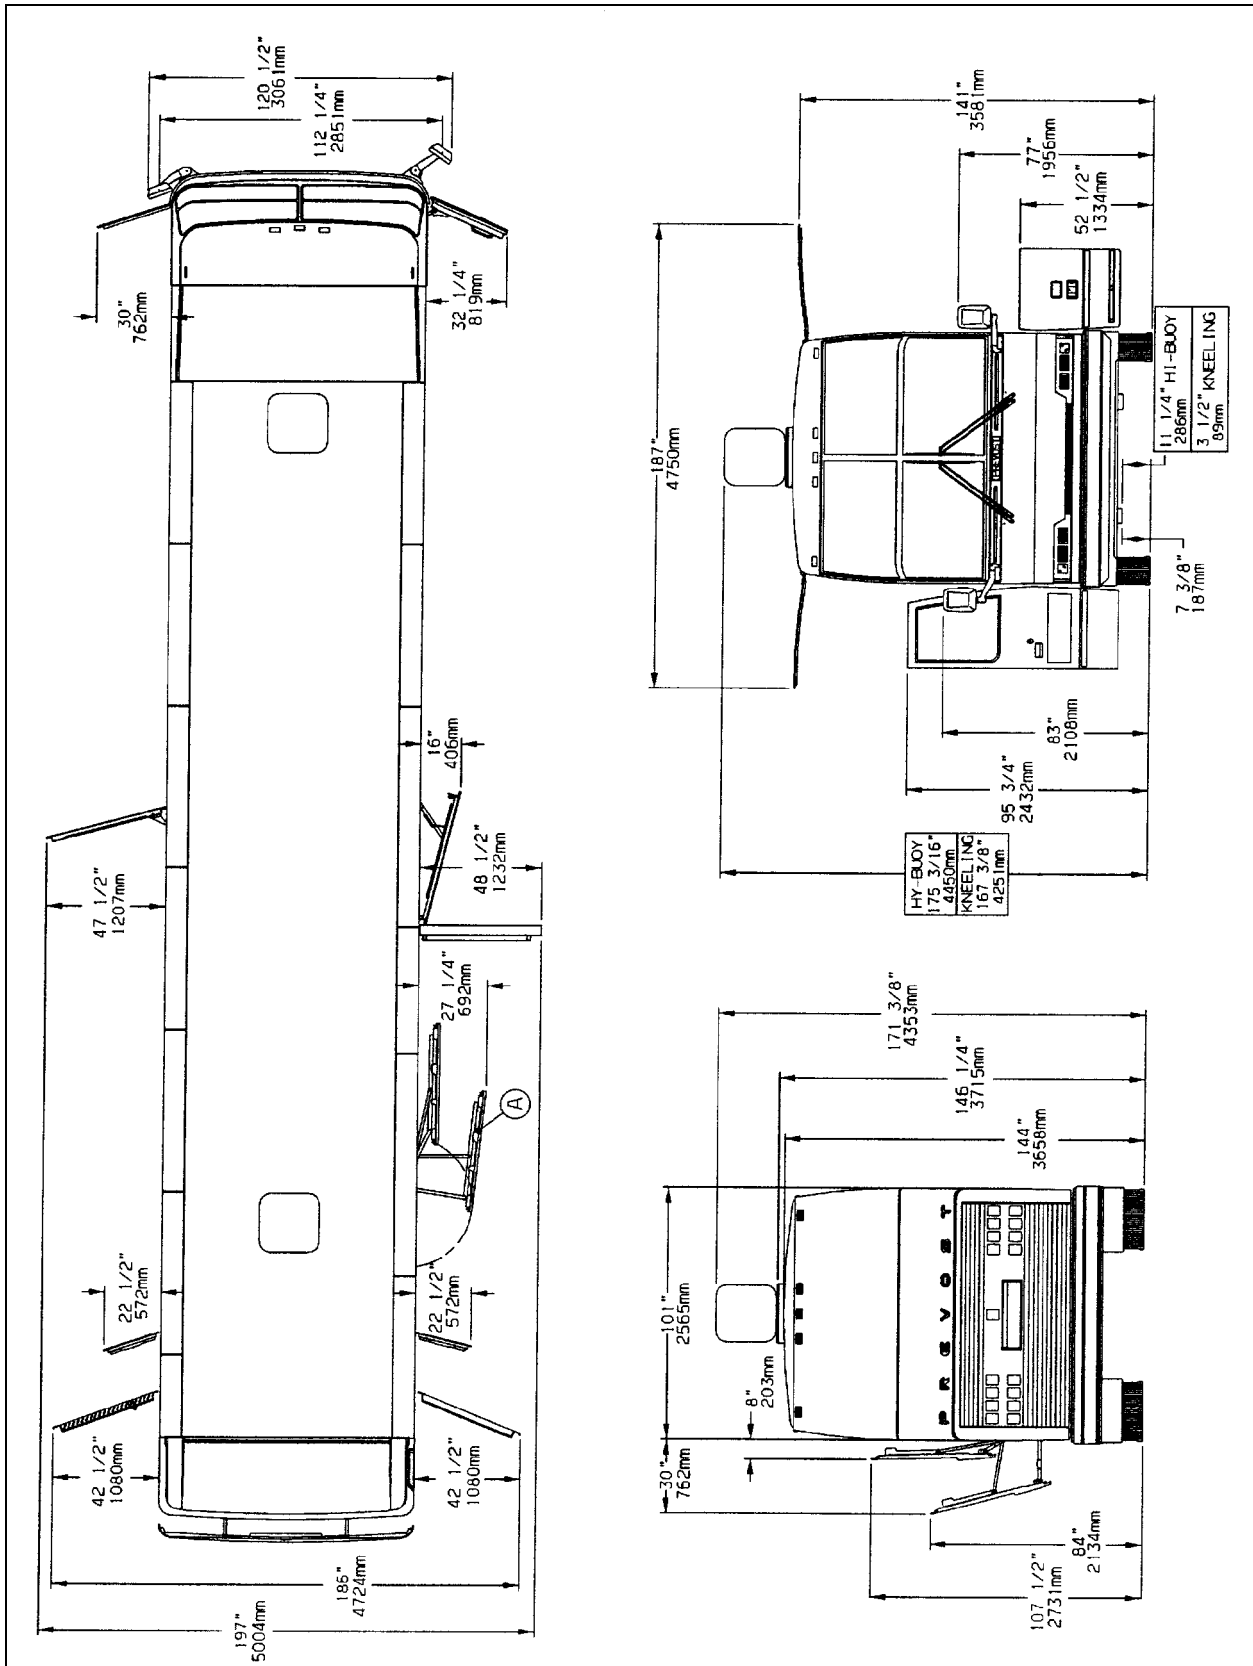 120 1/2"
3061mm
112 1/4"
2851mm
30"
762mm
32 1/4"
819mm
16"
406mm
48 1/2"
1232mm
47 1/2"
1207mm
27 1/4"
692mm
A
22 1/2"
572mm
22 1/2"
572mm
42 1/2"
1080mm
42 1/2"
1080mm
186"
4724mm
197"
5004mm
141"
3581mm
77"
1956mm
52 1/2"
1334mm
187"
4750mm
PREVOST
11 1/4" HI-BUOY
286mm
3 1/2" KNEELING
89mm
7 3/8"
187mm
83"
2108mm
95 3/4"
2432mm
HY-BUOY
175 3/16"
4450mm
KNEELING
167 3/8"
4251mm
171 3/8"
4353mm
146 1/4"
3715mm
144"
3658mm
101"
2565mm
8"
203mm
30"
762mm
PREVOST
84"
2134mm
107 1/2"
2731mm